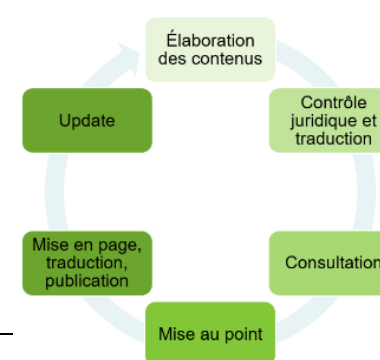 Élaboration
des contenus
Contrôle
juridique et
traduction
Consultation
Mise au point
Mise en page,
traduction,
publication
Update